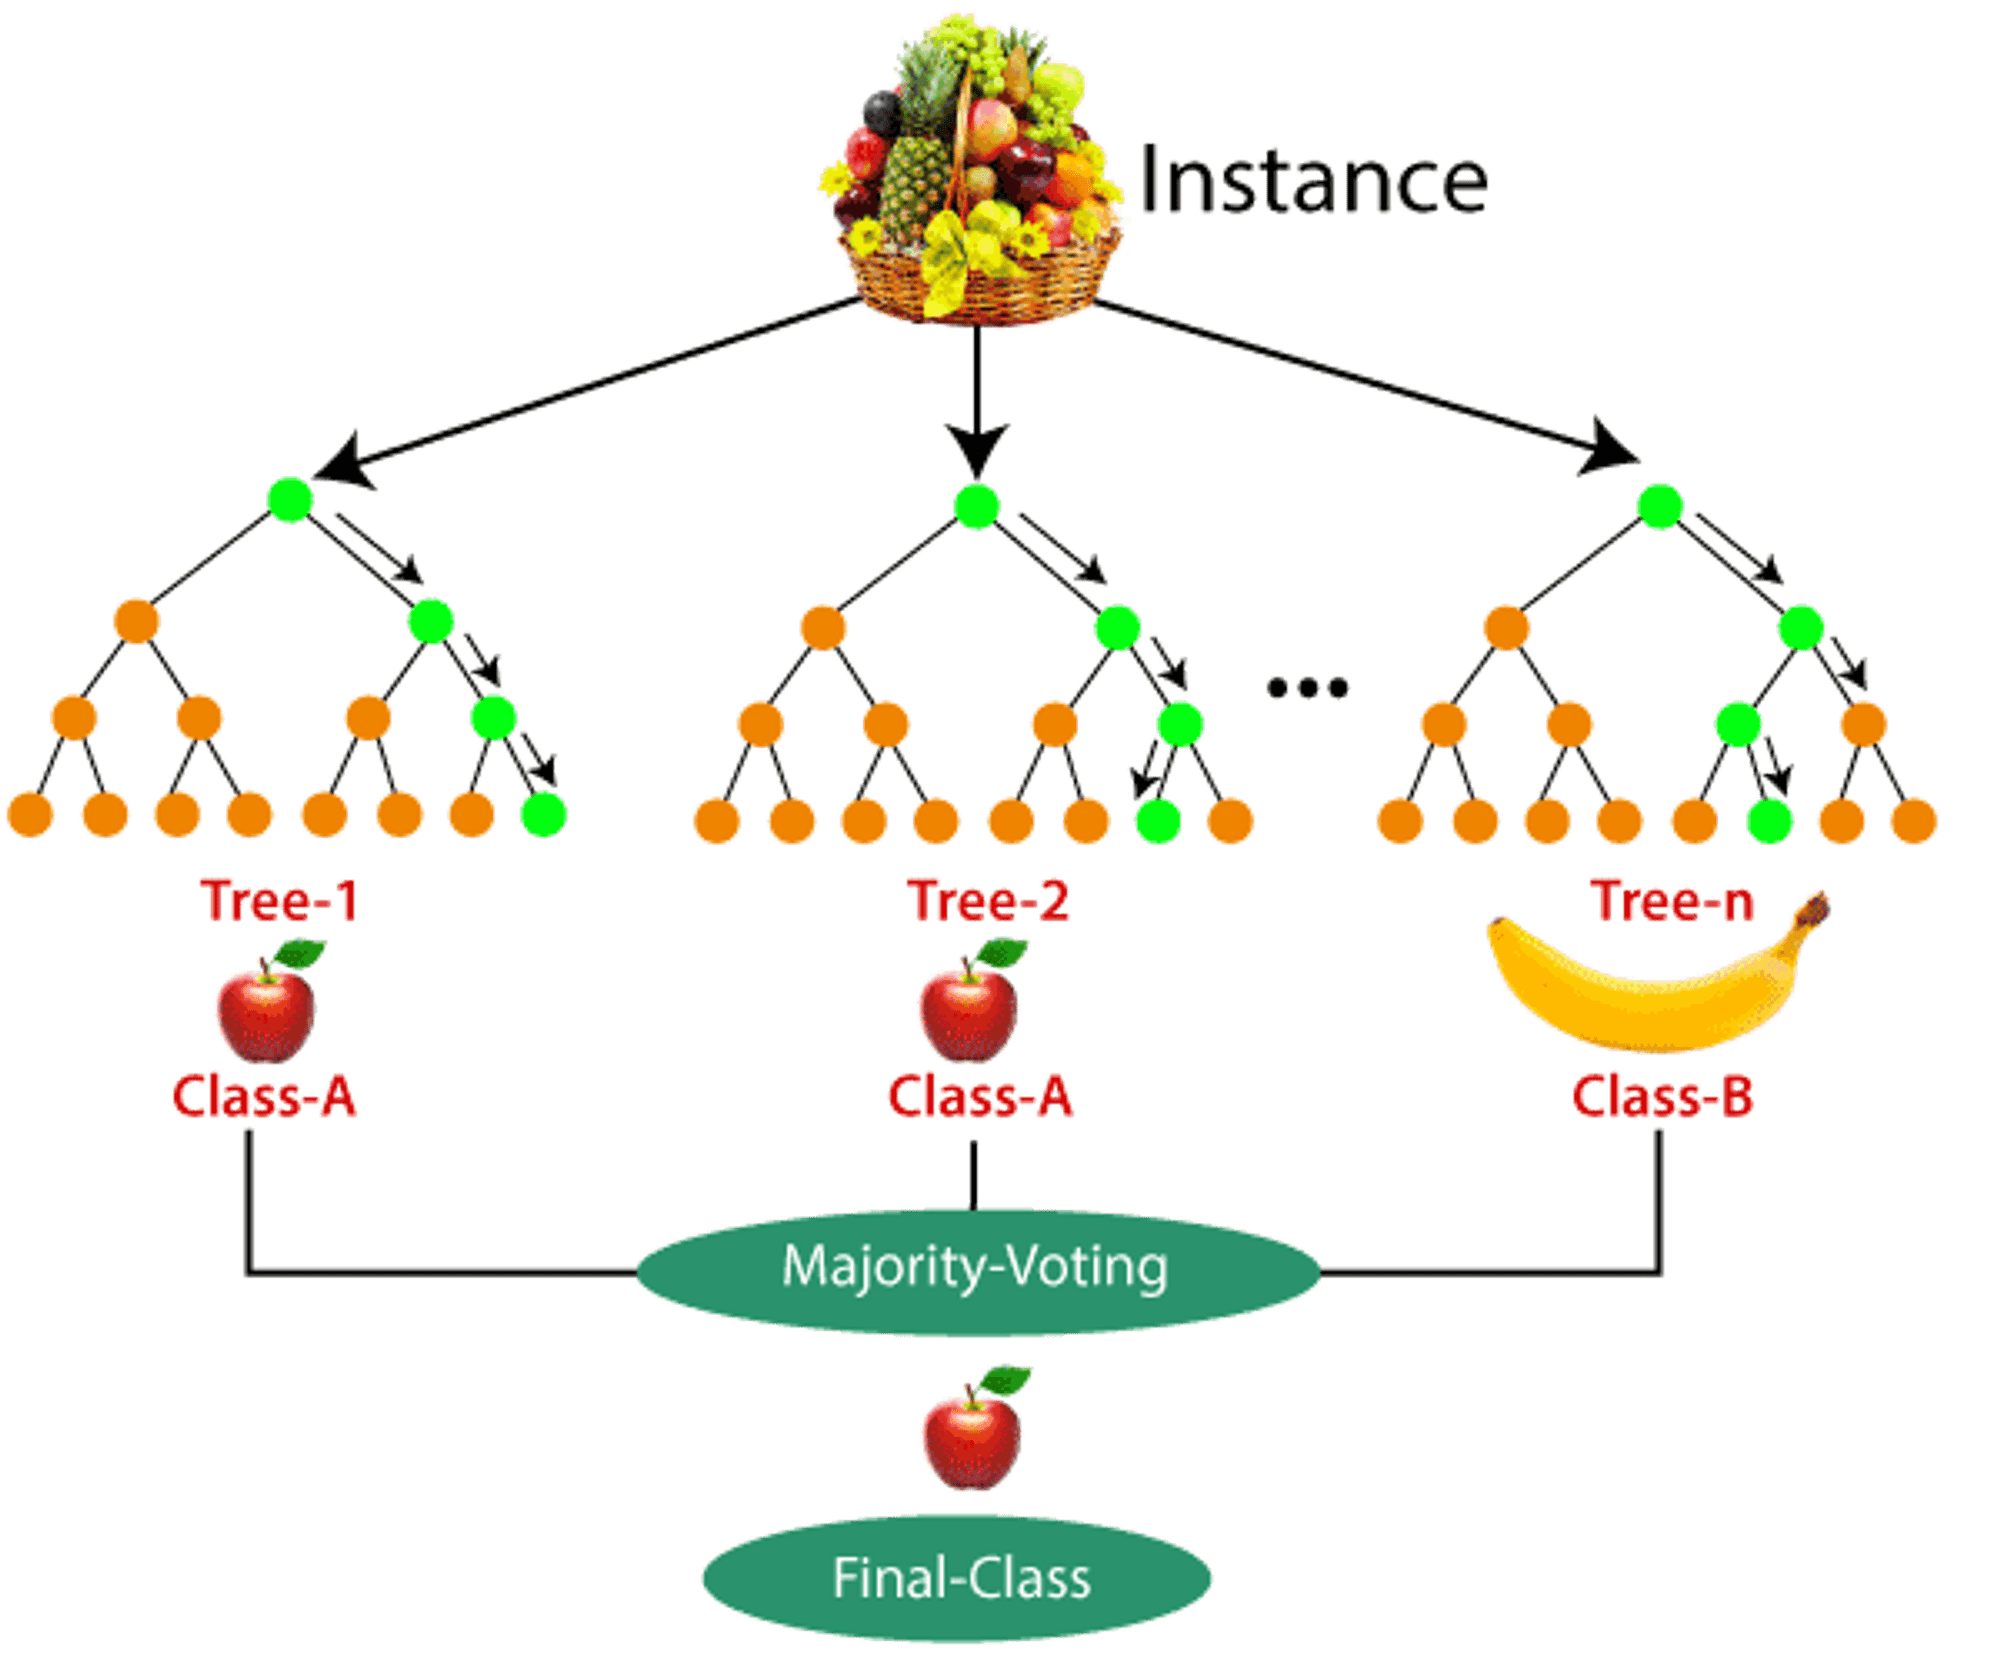 Instance
Tree-1
Tree-2
Tree-n
Class-A
Class-A
Class-B
Majority-Voting
Final-Class